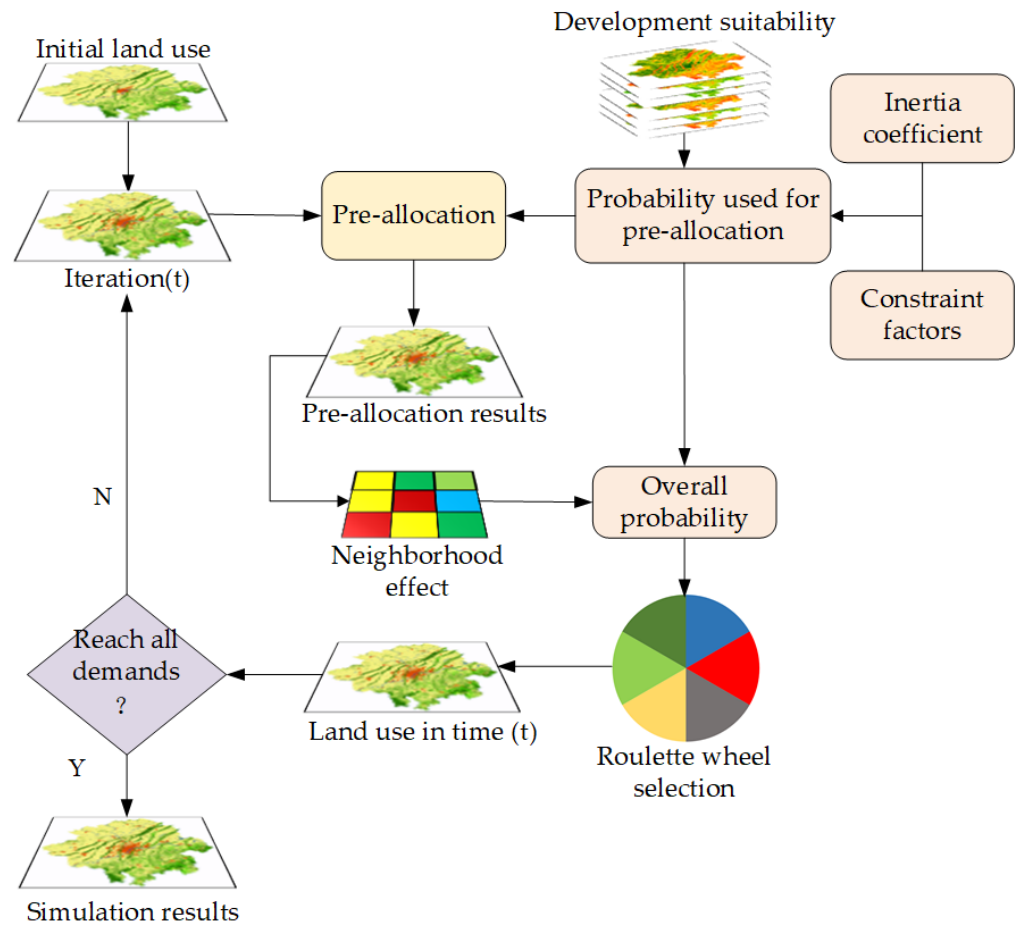 Development suitability
Initial land use
Inertia
coefficient
Pre-allocation
Probability used for
pre-allocation
Iteration(t)
Constraint
factors
Pre-allocation results
N
Overall
probability
Neighborhood
effect
Reach all
demands
?
Land use in time (t)
Roulette wheel
selection
Y
Simulation results